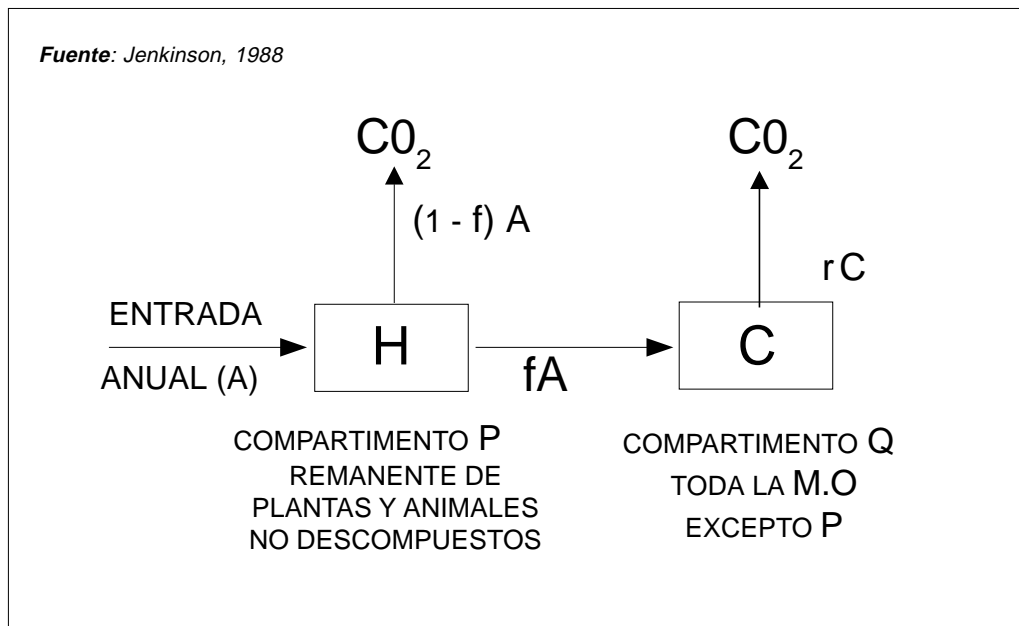 Fuente: Jenkinson, 1988
C0₂
C0₂
(1 - f) A
r C
ENTRADA
ANUAL (A)
H
fA
C
COMPARTIMENTO P
REMANENTE DE
PLANTAS Y ANIMALES
NO DESCOMPUESTOS
COMPARTIMENTO Q
TODA LA M.O
EXCEPTO P